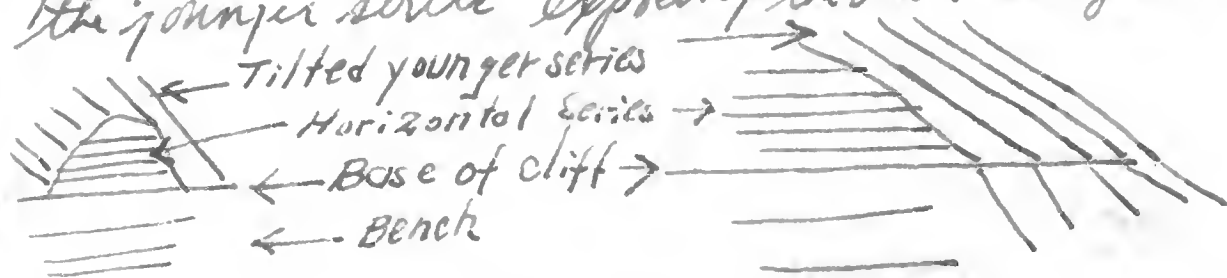 the younger series
Tilted younger series
Horizontal Series
Base of cliff
Bench